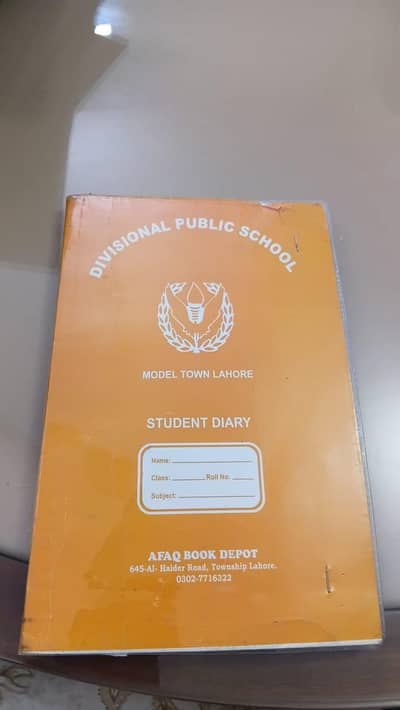 DIVISIONAL PUBLIC SCHOOL
MODEL TOWN LAHORE
STUDENT DIARY
Name:
Class: Roll No.
Subject:
AFAQ BOOK DEPOT
645-Al- Haider Road, Township Lahore.
0302-7716322